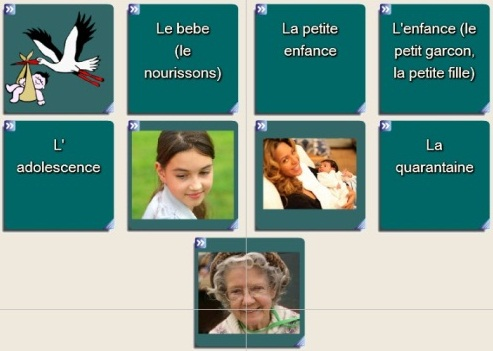 Le bebe
(le
nourissons)
La petite
enfance
L'enfance (le
petit garcon,
la petite fille)
L'
adolescence
La
quarantaine